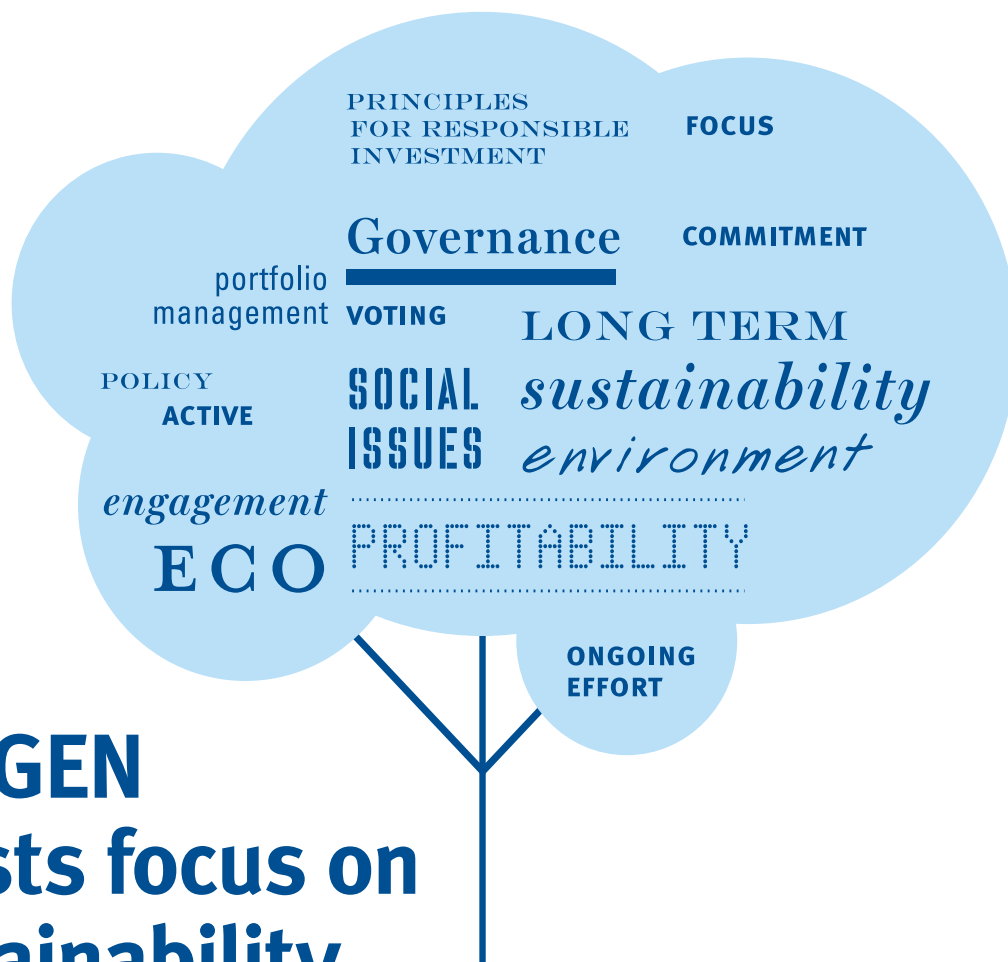 PRINCIPLES
FOR RESPONSIBLE
INVESTMENT
FOCUS
Governance
COMMITMENT
portfolio
management
VOTING
LONG TERM
POLICY
ACTIVE
SOCIAL
ISSUES
sustainability
environment
engagement
ECO
PROFITABILITY
ONGOING
EFFORT
GEN
sts focus on
ainability